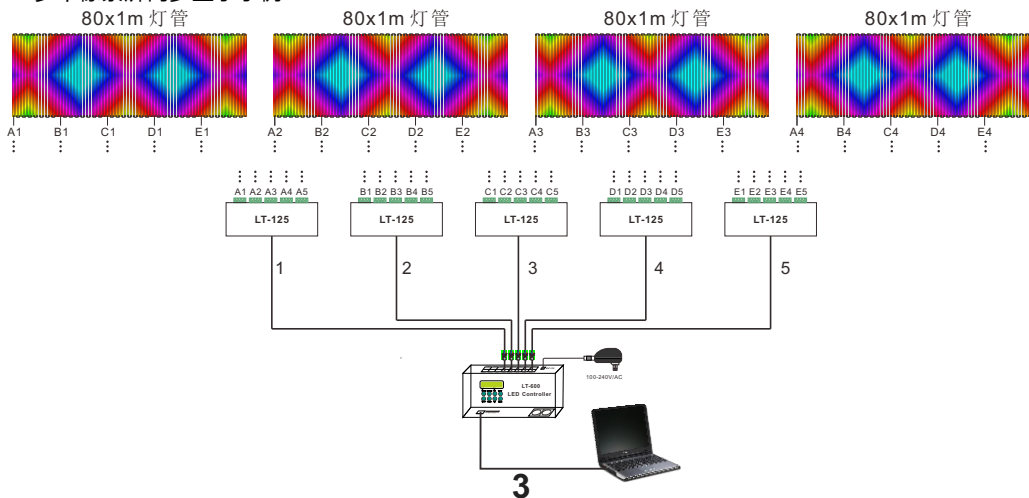 80x1m 灯管 80x1m 灯管 80x1m 灯管 80x1m 灯管
A1 B1 C1 D1 E1 A2 B2 C2 D2 E2 A3 B3 C3 D3 E3 A4 B4 C4 D4 E4
A1 A2 A3 A4 A5 B1 B2 B3 B4 B5 C1 C2 C3 C4 C5 D1 D2 D3 D4 D5 E1 E2 E3 E4 E5
LT-125 LT-125 LT-125 LT-125 LT-125
1 2 3 4 5
100-240V/AC
LT-600
LED Controller
3